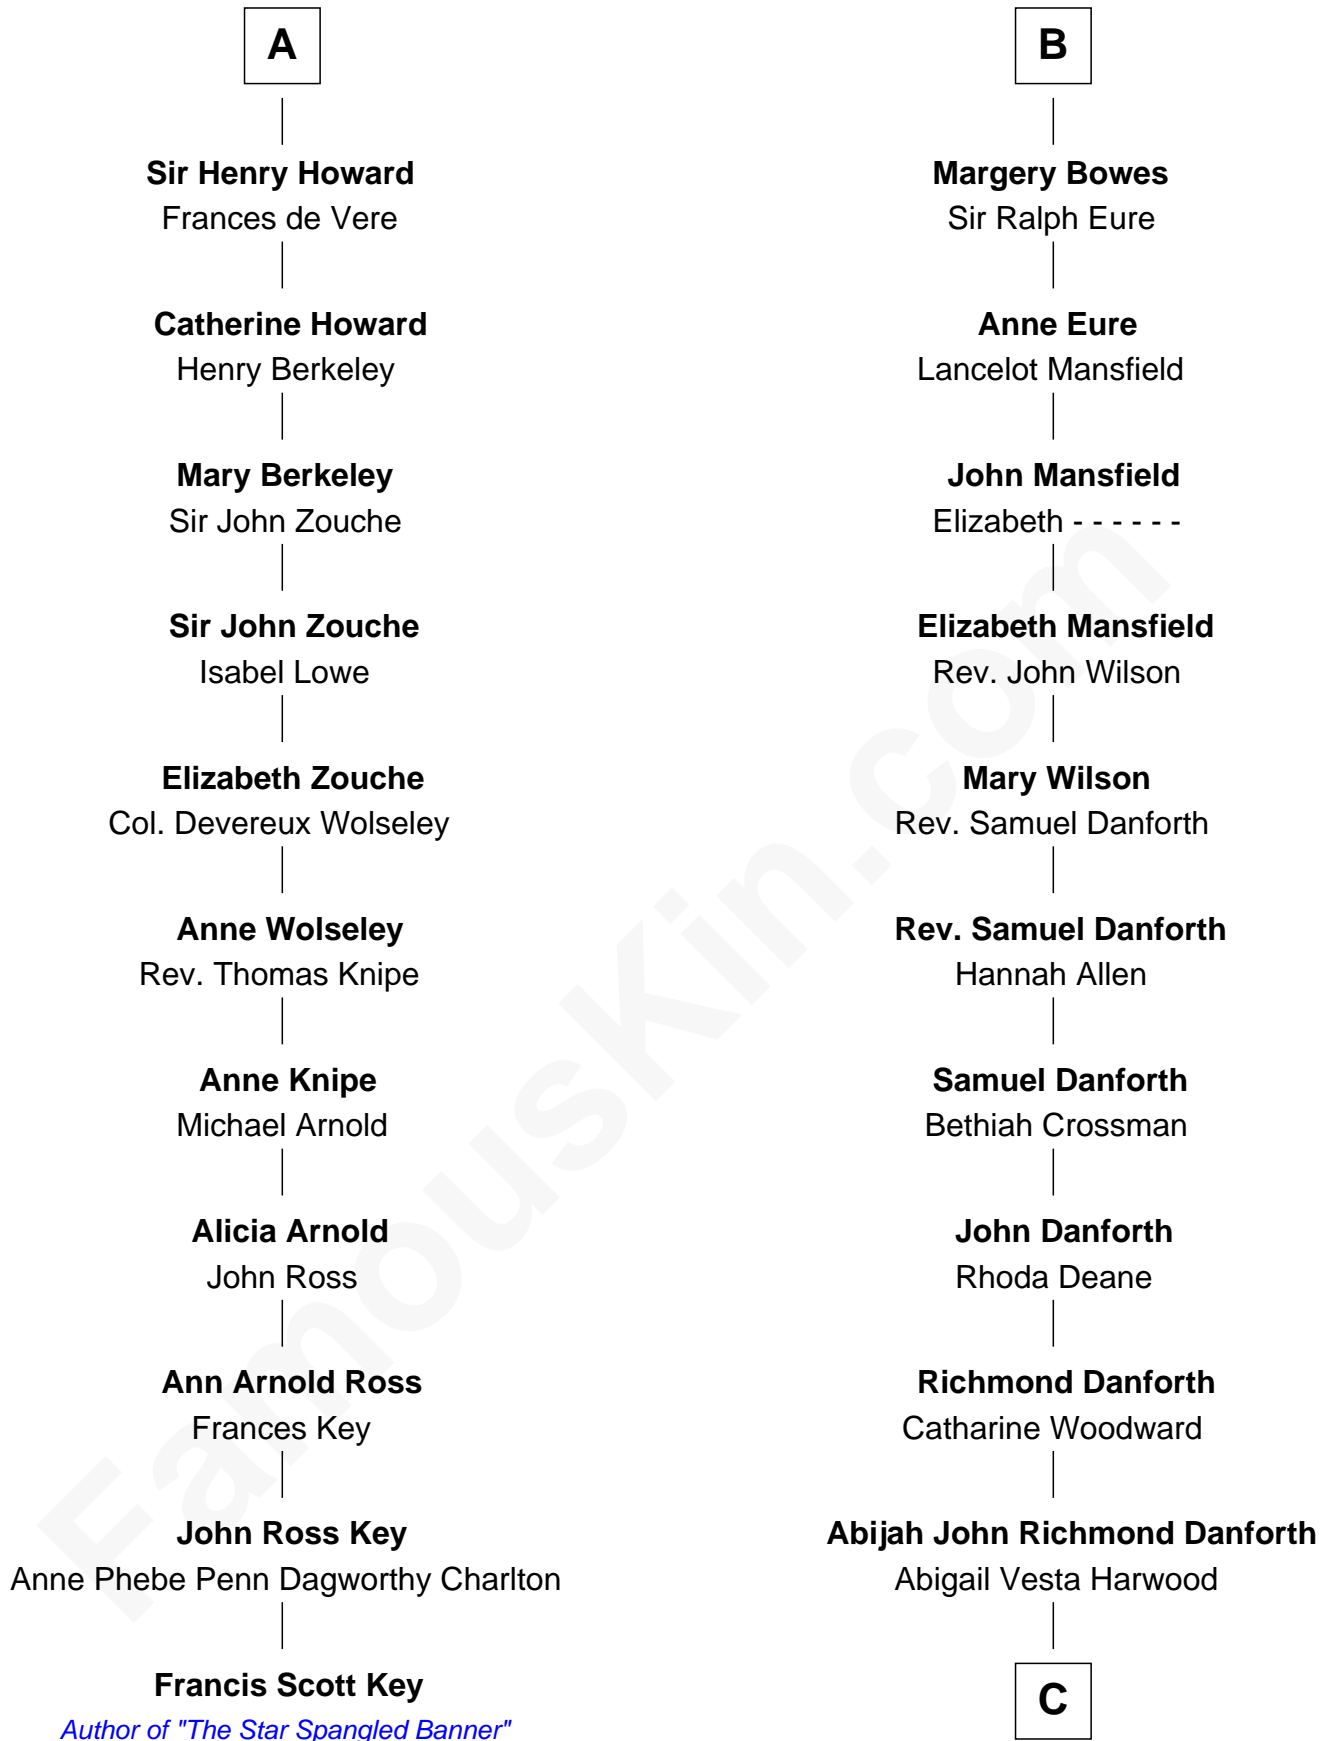 A
Sir Henry Howard
Frances de Vere
Catherine Howard
Henry Berkeley
Mary Berkeley
Sir John Zouche
Sir John Zouche
Isabel Lowe
Elizabeth Zouche
Col. Devereux Wolseley
Anne Wolseley
Rev. Thomas Knipe
Anne Knipe
Michael Arnold
Alicia Arnold
John Ross
Ann Arnold Ross
Frances Key
John Ross Key
Anne Phebe Penn Dagworthy Charlton
Francis Scott Key
Author of "The Star Spangled Banner"
B
Margery Bowes
Sir Ralph Eure
Anne Eure
Lancelot Mansfield
John Mansfield
Elizabeth - - - - - -
Elizabeth Mansfield
Rev. John Wilson
Mary Wilson
Rev. Samuel Danforth
Rev. Samuel Danforth
Hannah Allen
Samuel Danforth
Bethiah Crossman
John Danforth
Rhoda Deane
Richmond Danforth
Catharine Woodward
Abijah John Richmond Danforth
Abigail Vesta Harwood
C
FamousKin.com